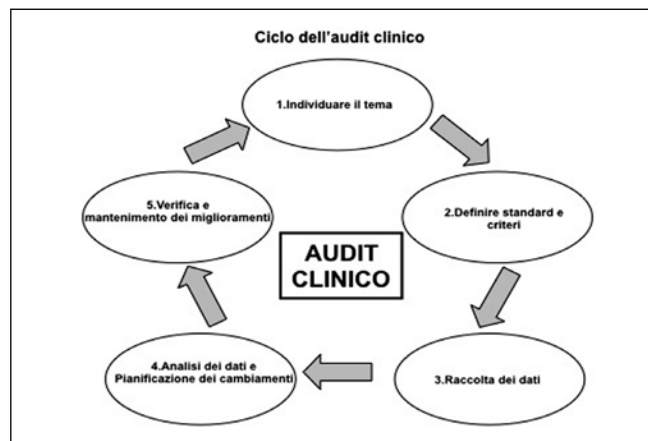 Ciclo dell'audit clinico
1.Individuare il tema
2.Definire standard e
criteri
3.Raccolta dei dati
4.Analisi dei dati e
Pianificazione dei cambiamenti
5.Verifica e
mantenimento dei miglioramenti
AUDIT
CLINICO